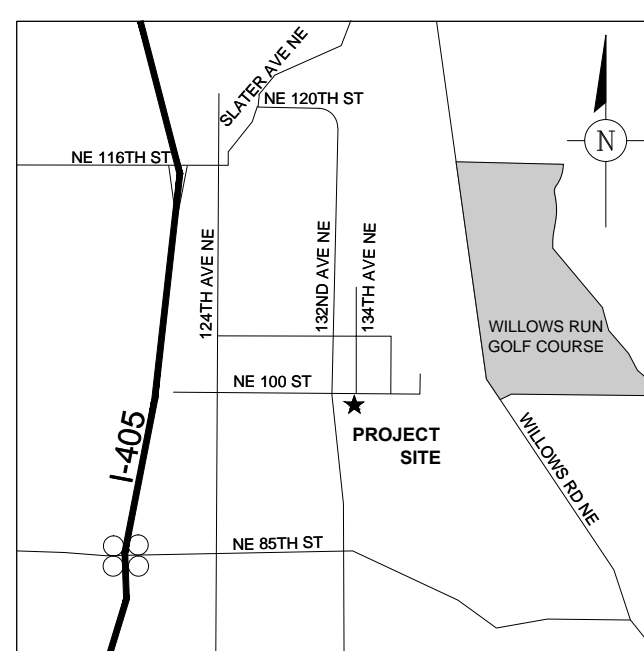 SLATER AVE NE
NE 120TH ST
NE 116TH ST
N
124TH AVE NE
132ND AVE NE
134TH AVE NE
WILLOWS RUN
GOLF COURSE
NE 100 ST
PROJECT
SITE
I-405
WILLOWS RD NE
NE 85TH ST